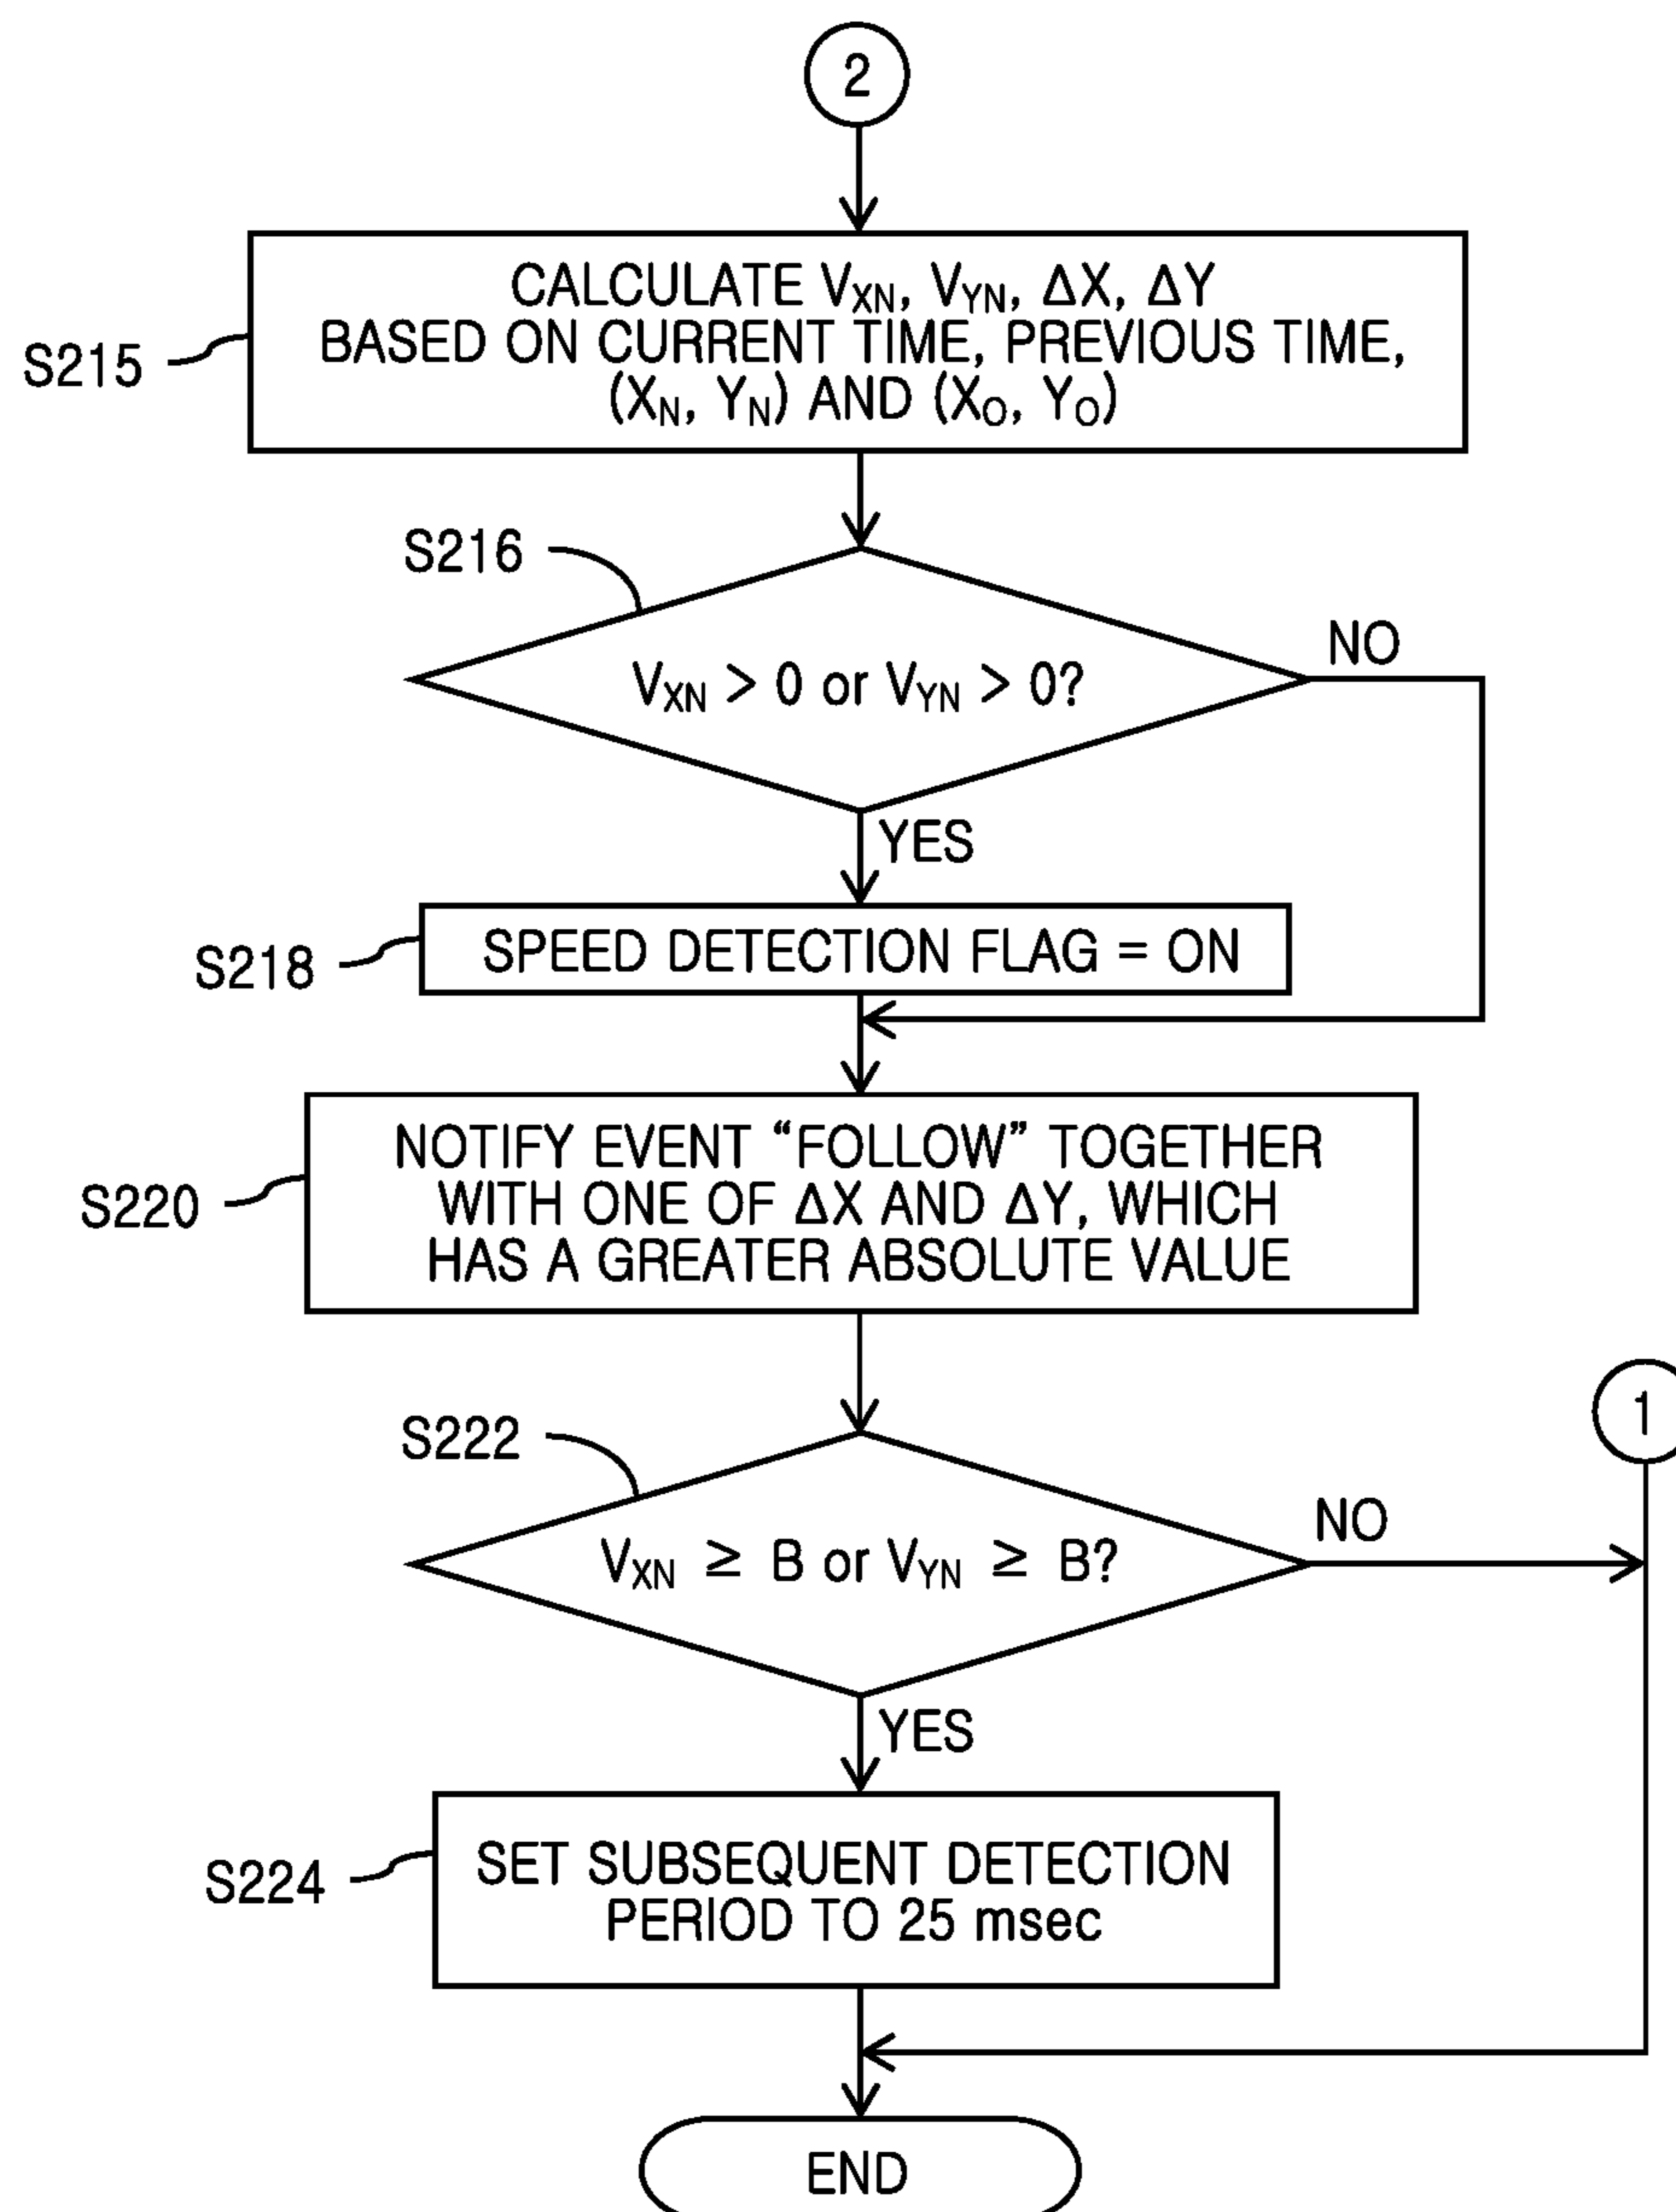 2
CALCULATE VXN, VYN, ΔX, ΔY
BASED ON CURRENT TIME, PREVIOUS TIME,
(XN, YN) AND (XO, YO)
S215
S216
VXN > 0 or VYN > 0?
NO
YES
SPEED DETECTION FLAG = ON
S218
NOTIFY EVENT “FOLLOW” TOGETHER
WITH ONE OF ΔX AND ΔY, WHICH
HAS A GREATER ABSOLUTE VALUE
S220
1
S222
VXN ≥ B or VYN ≥ B?
NO
YES
SET SUBSEQUENT DETECTION
PERIOD TO 25 msec
S224
END